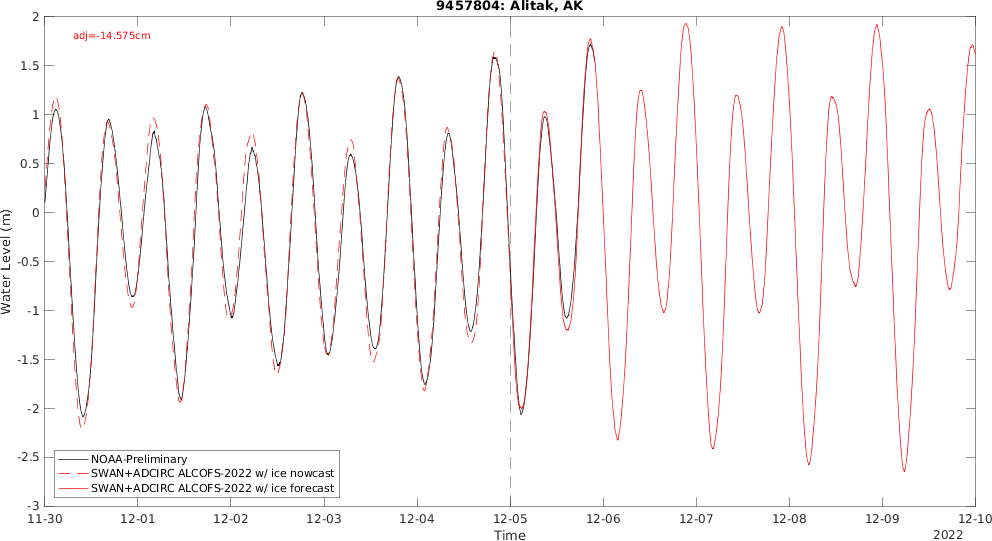 9457804: Alitak, AK
adj=-14.575cm
2
1.5
1
0.5
0
-0.5
-1
-1.5
-2
-2.5
-3
Water Level (m)
NOAA-Preliminary
SWAN+ADCIRC ALCOFS-2022 w/ ice nowcast
SWAN+ADCIRC ALCOFS-2022 w/ ice forecast
11-30 12-01 12-02 12-03 12-04 12-05 12-06 12-07 12-08 12-09 12-10
Time
2022